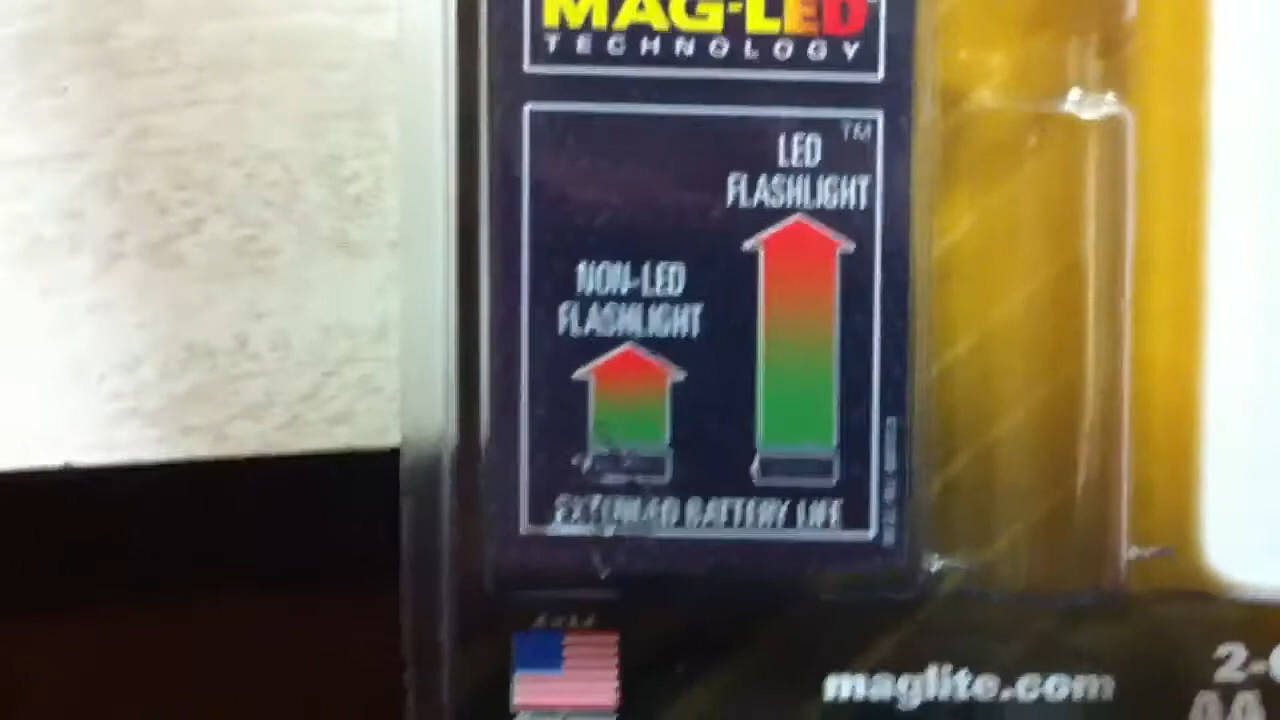 MAG-LED
TECHNOLOGY
TM
LED
FLASHLIGHT
NON-LED
FLASHLIGHT
EXTENDED BATTERY LIFE
maglite.com